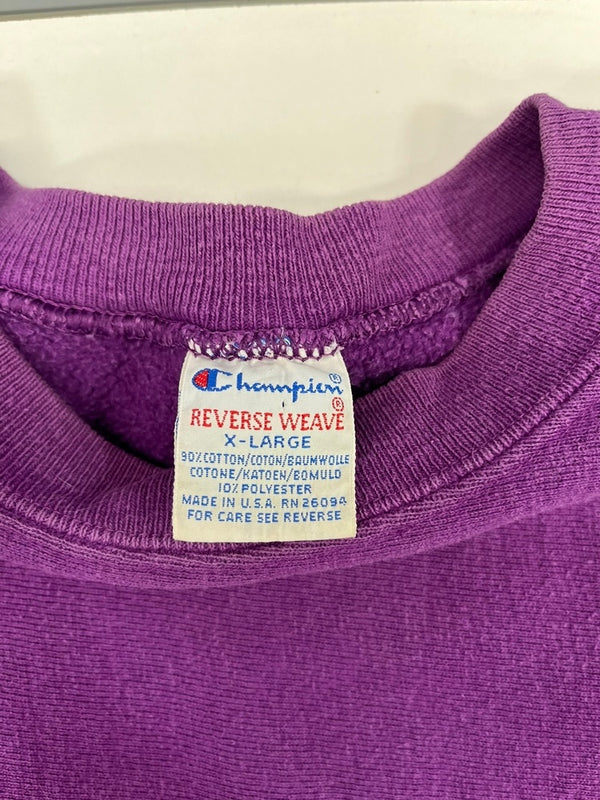 Champion®
REVERSE WEAVE®
X-LARGE
90% COTTON/COTON/BAUMWOLLE
COTONE/KATOEN/BOMULD
10% POLYESTER
MADE IN U.S.A. RN 26094
FOR CARE SEE REVERSE